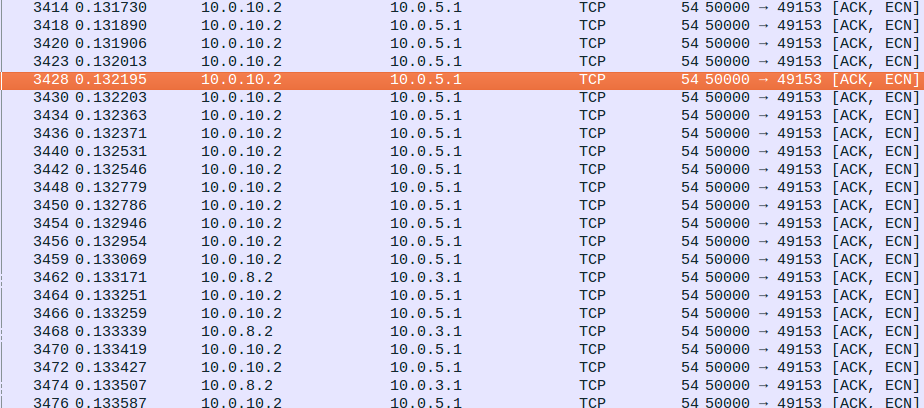 3414 0.131730 10.0.10.2 10.0.5.1 TCP 54 50000 → 49153 [ACK, ECN]
3418 0.131890 10.0.10.2 10.0.5.1 TCP 54 50000 → 49153 [ACK, ECN]
3420 0.131906 10.0.10.2 10.0.5.1 TCP 54 50000 → 49153 [ACK, ECN]
3423 0.132013 10.0.10.2 10.0.5.1 TCP 54 50000 → 49153 [ACK, ECN]
3428 0.132195 10.0.10.2 10.0.5.1 TCP 54 50000 → 49153 [ACK, ECN]
3430 0.132203 10.0.10.2 10.0.5.1 TCP 54 50000 → 49153 [ACK, ECN]
3434 0.132363 10.0.10.2 10.0.5.1 TCP 54 50000 → 49153 [ACK, ECN]
3436 0.132371 10.0.10.2 10.0.5.1 TCP 54 50000 → 49153 [ACK, ECN]
3440 0.132531 10.0.10.2 10.0.5.1 TCP 54 50000 → 49153 [ACK, ECN]
3442 0.132546 10.0.10.2 10.0.5.1 TCP 54 50000 → 49153 [ACK, ECN]
3448 0.132779 10.0.10.2 10.0.5.1 TCP 54 50000 → 49153 [ACK, ECN]
3450 0.132786 10.0.10.2 10.0.5.1 TCP 54 50000 → 49153 [ACK, ECN]
3454 0.132946 10.0.10.2 10.0.5.1 TCP 54 50000 → 49153 [ACK, ECN]
3456 0.132954 10.0.10.2 10.0.5.1 TCP 54 50000 → 49153 [ACK, ECN]
3459 0.133069 10.0.10.2 10.0.5.1 TCP 54 50000 → 49153 [ACK, ECN]
3462 0.133171 10.0.8.2 10.0.3.1 TCP 54 50000 → 49153 [ACK, ECN]
3464 0.133251 10.0.10.2 10.0.5.1 TCP 54 50000 → 49153 [ACK, ECN]
3466 0.133259 10.0.10.2 10.0.5.1 TCP 54 50000 → 49153 [ACK, ECN]
3468 0.133339 10.0.8.2 10.0.3.1 TCP 54 50000 → 49153 [ACK, ECN]
3470 0.133419 10.0.10.2 10.0.5.1 TCP 54 50000 → 49153 [ACK, ECN]
3472 0.133427 10.0.10.2 10.0.5.1 TCP 54 50000 → 49153 [ACK, ECN]
3474 0.133507 10.0.8.2 10.0.3.1 TCP 54 50000 → 49153 [ACK, ECN]
3476 0.133587 10.0.10.2 10.0.5.1 TCP 54 50000 → 49153 [ACK, ECN]